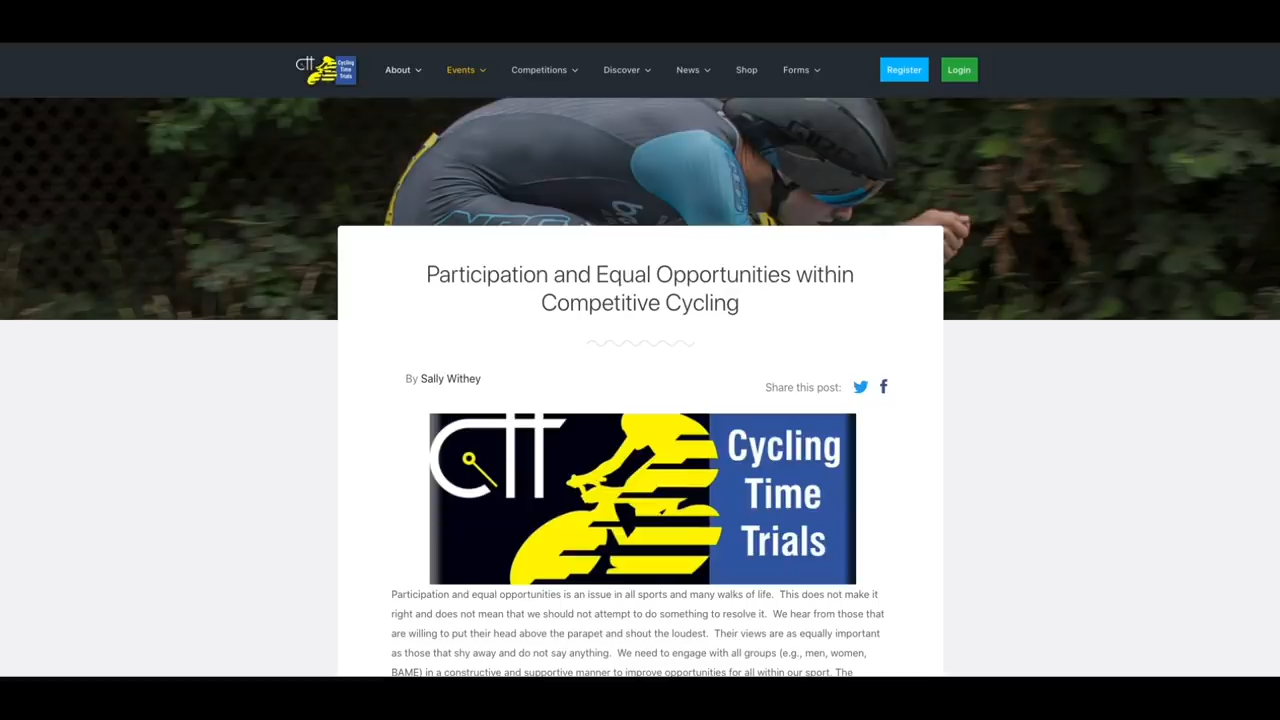 ctt Cycling Time Trials
About Events Competitions Discover News Shop Forms Register Login
Participation and Equal Opportunities within
Competitive Cycling
By Sally Withey
Share this post:
ctt
Cycling
Time
Trials
Participation and equal opportunities is an issue in all sports and many walks of life. This does not make it
right and does not mean that we should not attempt to do something to resolve it. We hear from those that
are willing to put their head above the parapet and shout the loudest. Their views are as equally important
as those that shy away and do not say anything. We need to engage with all groups (e.g., men, women,
BAME) in a constructive and supportive manner to improve opportunities for all within our sport. The